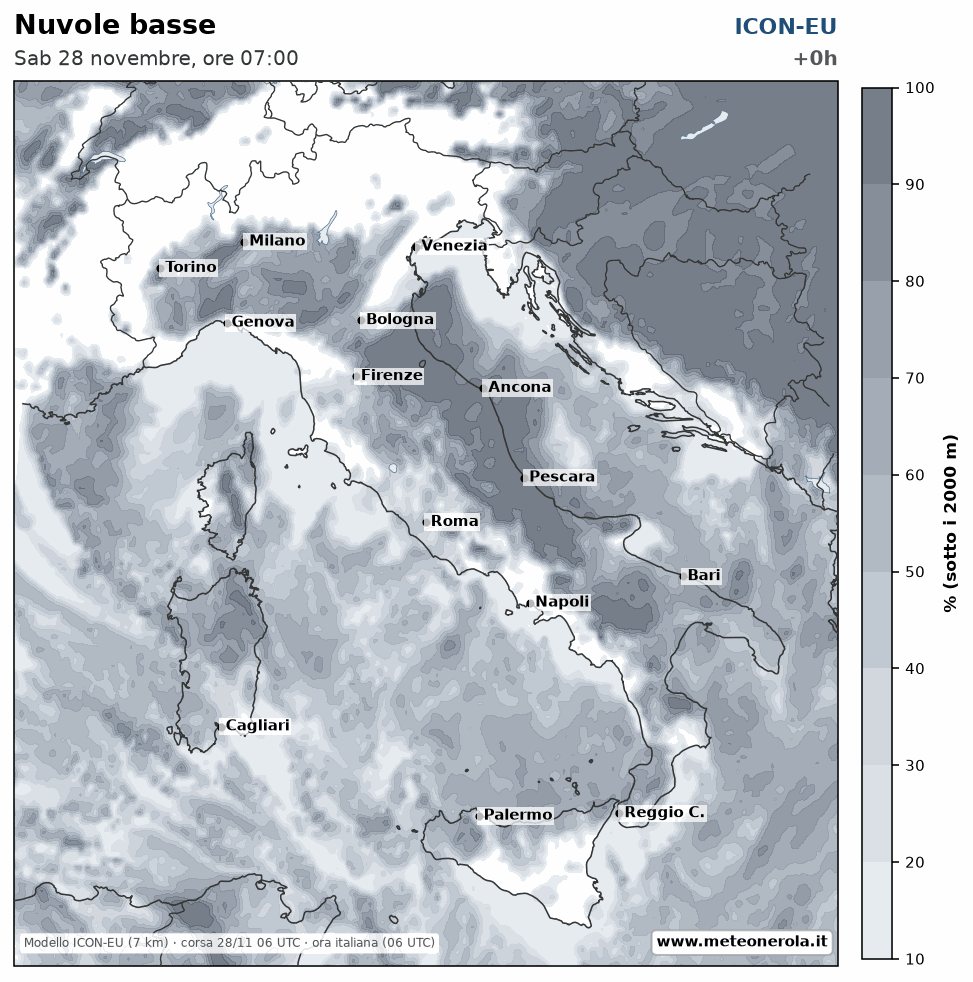 Nuvole basse
ICON-EU
Sab 28 novembre, ore 07:00
+0h
Milano
Venezia
Torino
Genova
Bologna
Firenze
Ancona
Pescara
Roma
Bari
Napoli
Cagliari
Palermo
Reggio C.
100
90
80
70
60
50
40
30
20
10
% (sotto i 2000 m)
Modello ICON-EU (7 km) · corsa 28/11 06 UTC · ora italiana (06 UTC)
www.meteonerola.it